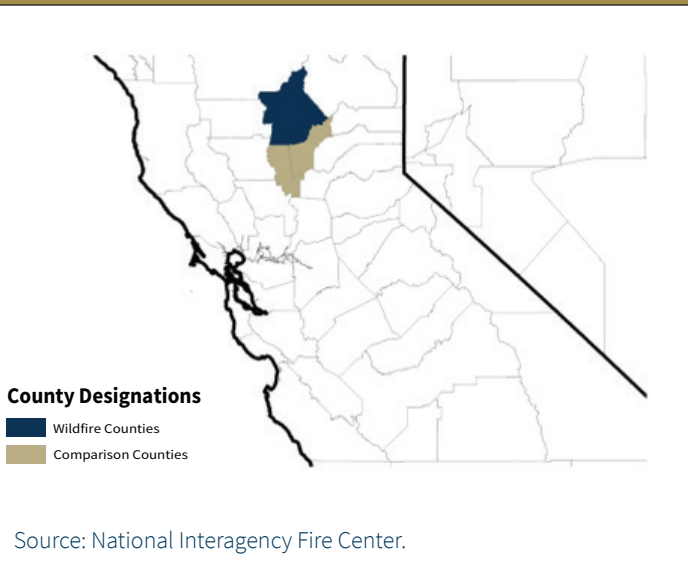 County Designations
Wildfire Counties
Comparison Counties
Source: National Interagency Fire Center.